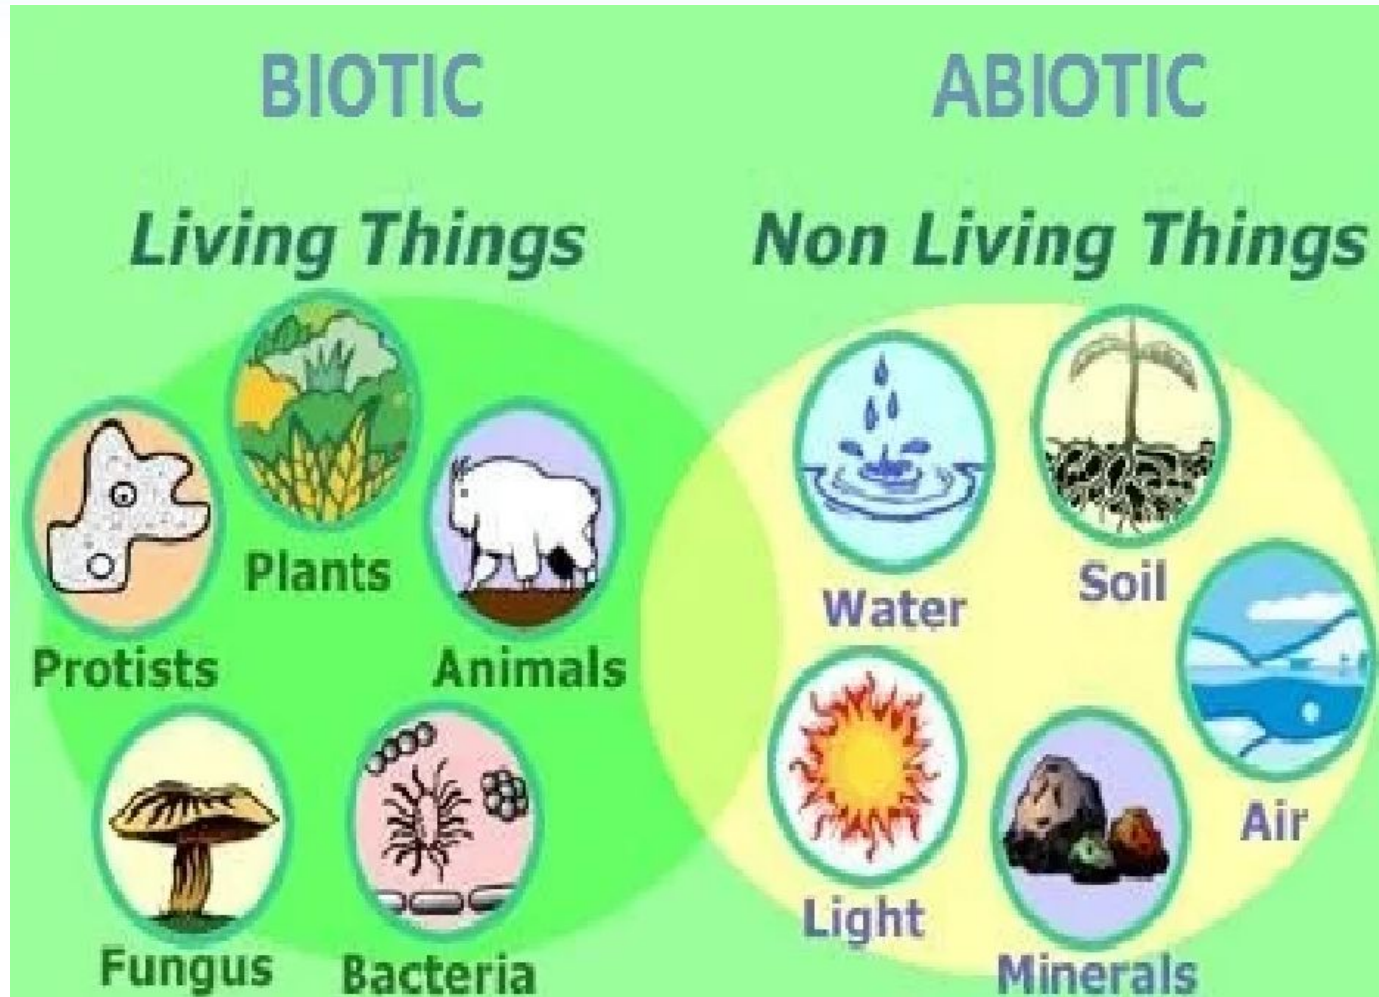 BIOTIC
ABIOTIC
Living Things
Non Living Things
Plants
Protists
Animals
Fungus
Bacteria
Water
Soil
Air
Light
Minerals